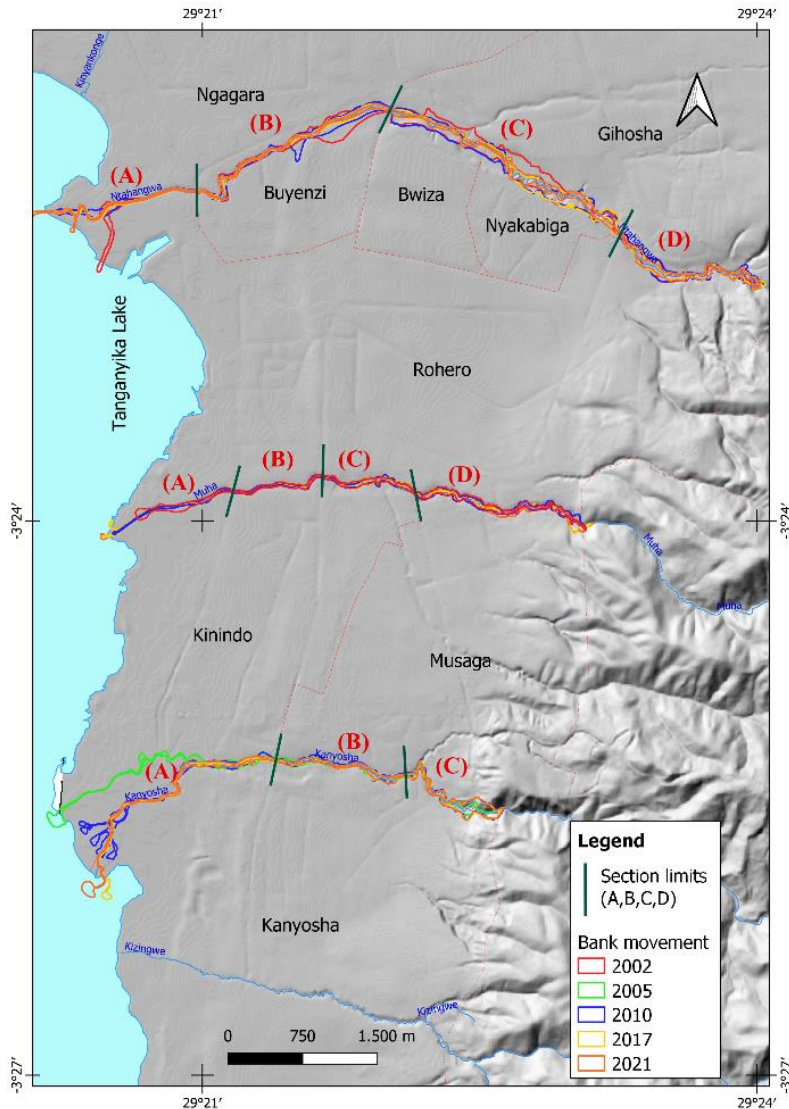 29°21' 29°24'
Kinyankonge
Ngagara
(B)
(C)
Gihosha
(A)
Ntahangwa
Buyenzi
Bwiza
Nyakabiga
Ntahangwa
(D)
Tanganyika Lake
Rohero
(A)
(B)
(C)
(D)
Muha
-3°24' -3°24'
Muha
Muha
Kinindo
Musaga
(A)
Kanyosha
(B)
Kanyosha
(C)
Kanyosha
Kizingwe
Kizingwe
0 750 1.500 m
Legend
Section limits
(A,B,C,D)
Bank movement
2002
2005
2010
2017
2021
-3°27' -3°27'
29°21' 29°24'